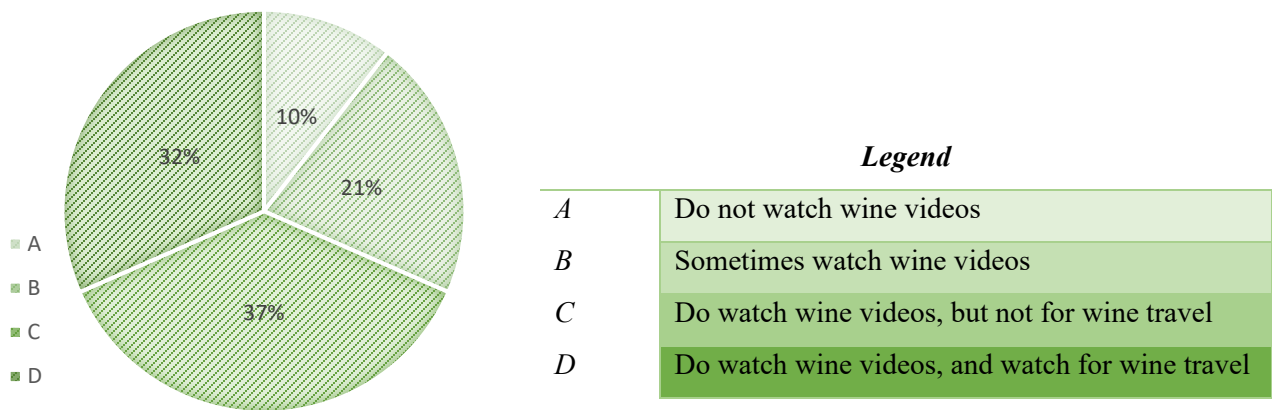 10%
21%
37%
32%
A
B
C
D
Legend
A Do not watch wine videos
B Sometimes watch wine videos
C Do watch wine videos, but not for wine travel
D Do watch wine videos, and watch for wine travel